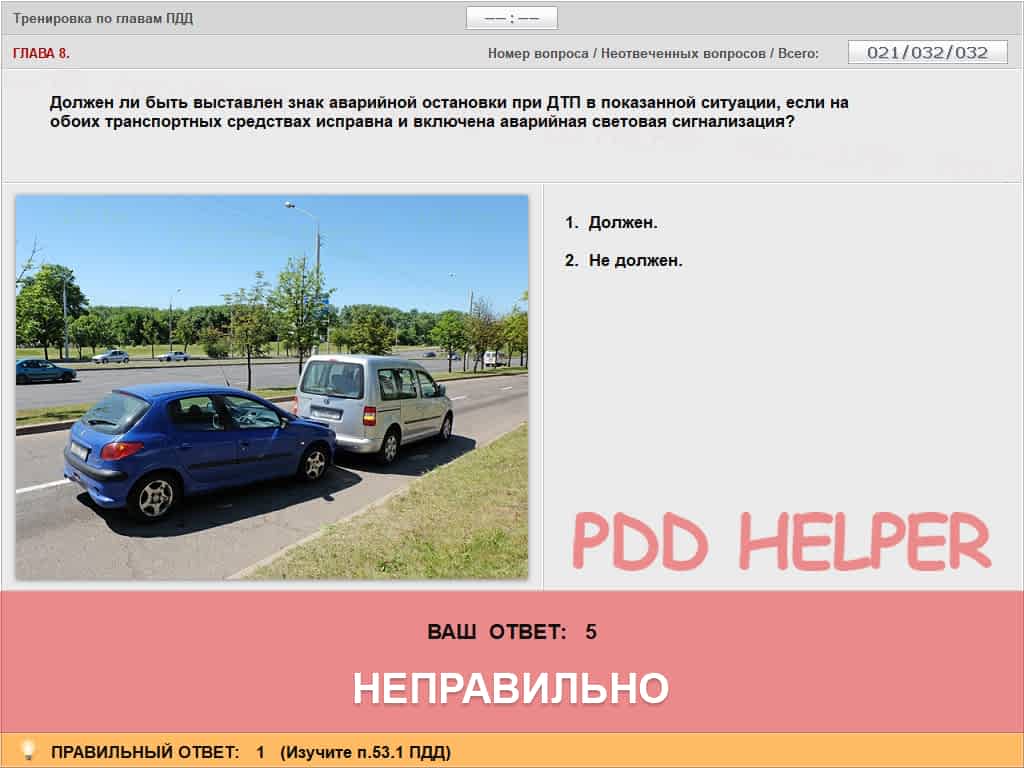 Тренировка по главам ПДД
—— : ——
ГЛАВА 8.
Номер вопроса / Неотвеченных вопросов / Всего: 021/032/032
Должен ли быть выставлен знак аварийной остановки при ДТП в показанной ситуации, если на
обоих транспортных средствах исправна и включена аварийная световая сигнализация?
1. Должен.
2. Не должен.
PDD HELPER
ВАШ ОТВЕТ: 5
НЕПРАВИЛЬНО
ПРАВИЛЬНЫЙ ОТВЕТ: 1 (Изучите п.53.1 ПДД)